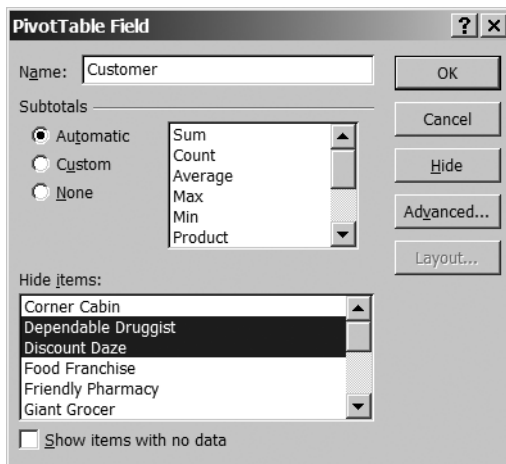 PivotTable Field
?
Name: Customer
OK
Subtotals
Cancel
Automatic
Custom
None
Sum
Count
Average
Max
Min
Product
Hide
Advanced...
Layout...
Hide items:
Corner Cabin
Dependable Druggist
Discount Daze
Food Franchise
Friendly Pharmacy
Giant Grocer
Show items with no data